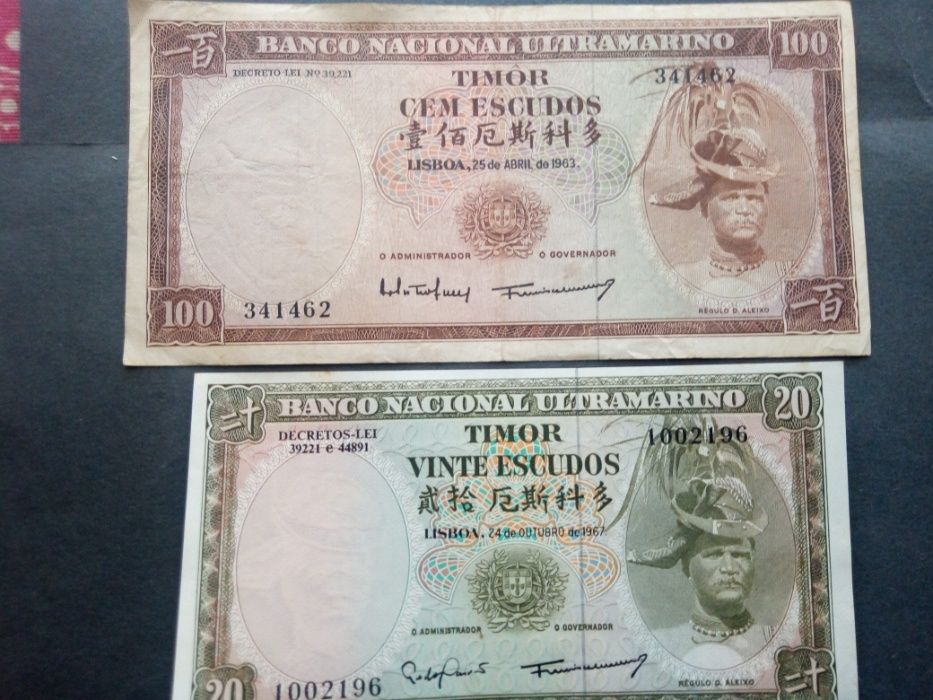 一百 BANCO NACIONAL ULTRAMARINO 100
DECRETO-LEI Nº 39,221
TIMÔR
341462
CEM ESCUDOS
壹佰厄斯科多
LISBOA, 25 de ABRIL de 1963.
O ADMINISTRADOR O GOVERNADOR
100 341462
RÉGULO D. ALEIXO
一百
二十 BANCO NACIONAL ULTRAMARINO 20
DECRETOS-LEI
39221 e 44891
TIMOR
1002196
VINTE ESCUDOS
貳拾厄斯科多
LISBOA, 24 de OUTUBRO de 1967
O ADMINISTRADOR O GOVERNADOR
20 1002196
RÉGULO D. ALEIXO
二十